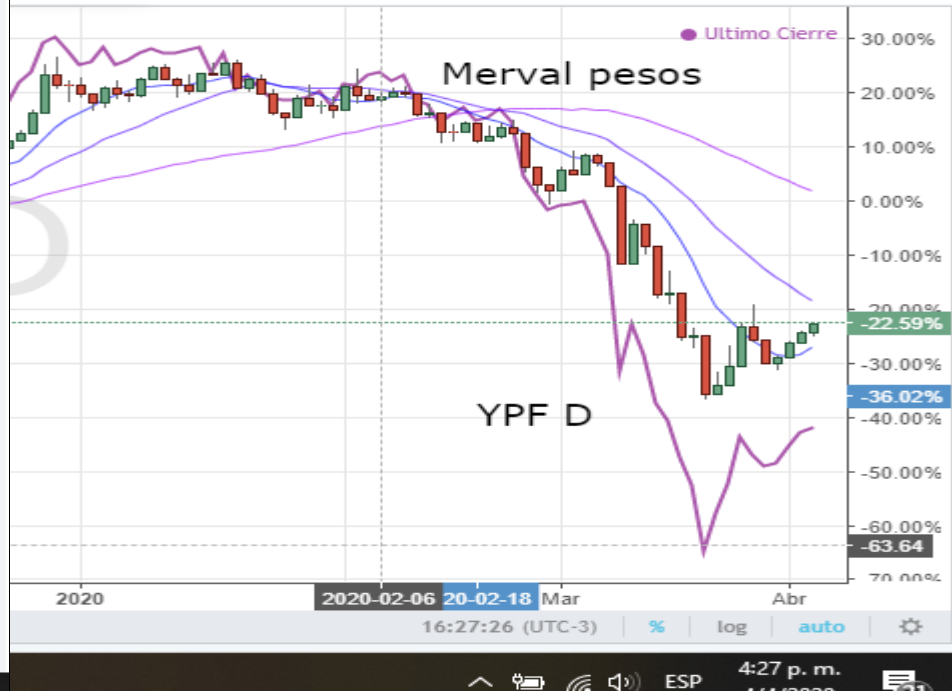 Ultimo Cierre
30.00%
Merval pesos
20.00%
10.00%
0.00%
-10.00%
-20.00%
-22.59%
-30.00%
-36.02%
YPF D
-40.00%
-50.00%
-60.00%
-63.64
70.00%
2020 2020-02-06 20-02-18 Mar Abr
16:27:26 (UTC-3) % log auto
4:27 p. m.
ESP